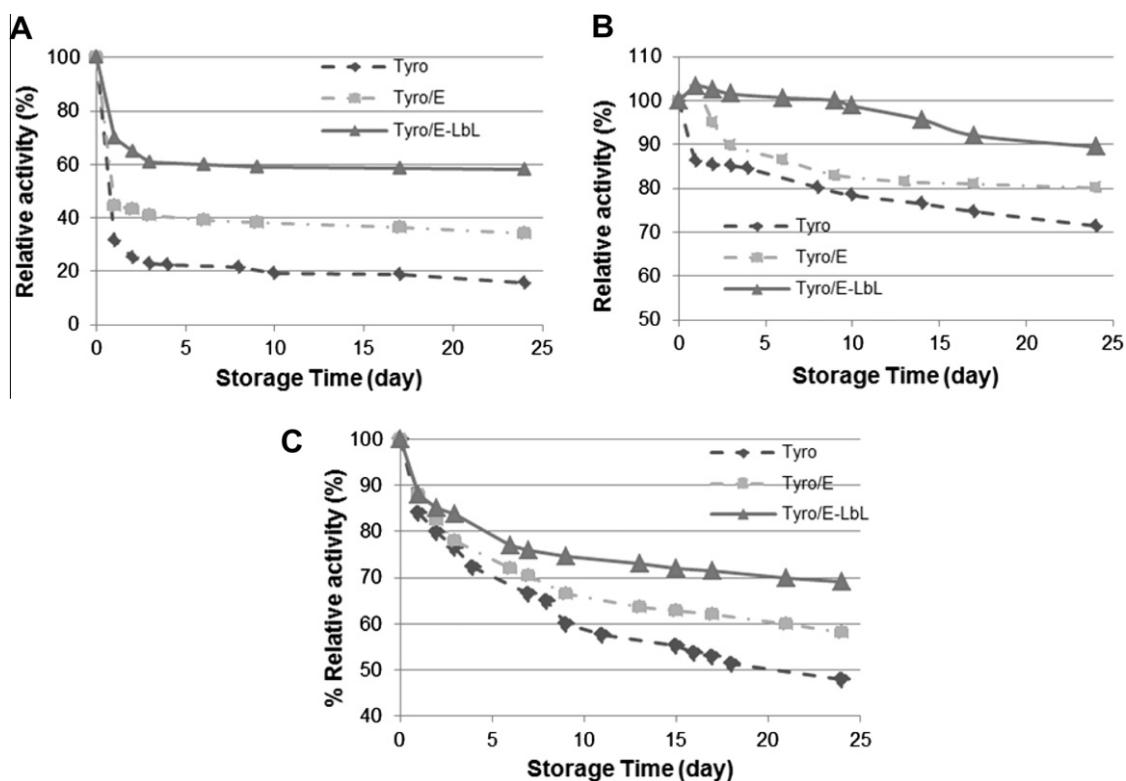 A
Relative activity (%)
100
80
60
40
20
0
Tyro
Tyro/E
Tyro/E-LbL
0 5 10 15 20 25
Storage Time (day)
B
Relative activity (%)
110
100
90
80
70
60
50
Tyro
Tyro/E
Tyro/E-LbL
0 5 10 15 20 25
Storage Time (day)
C
% Relative activity (%)
100
90
80
70
60
50
40
Tyro
Tyro/E
Tyro/E-LbL
0 5 10 15 20 25
Storage Time (day)